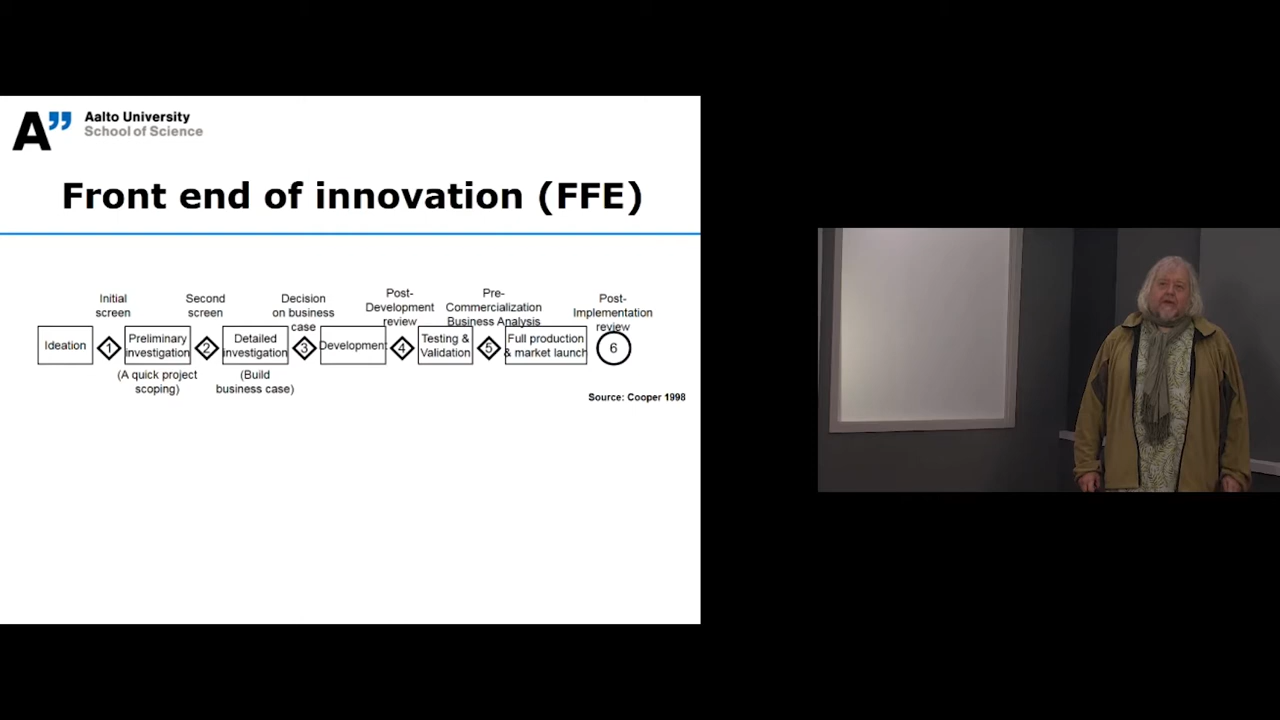 A”
Aalto University
School of Science
Front end of innovation (FFE)
Initial
screen
Second
screen
Decision
on business
case
Post-
Development
review
Pre-
Commercialization
Business Analysis
Post-
Implementation
review
Ideation
1
Preliminary
investigation
2
Detailed
investigation
3
Development
4
Testing &
Validation
5
Full production
& market launch
6
(A quick project
scoping)
(Build
business case)
Source: Cooper 1998